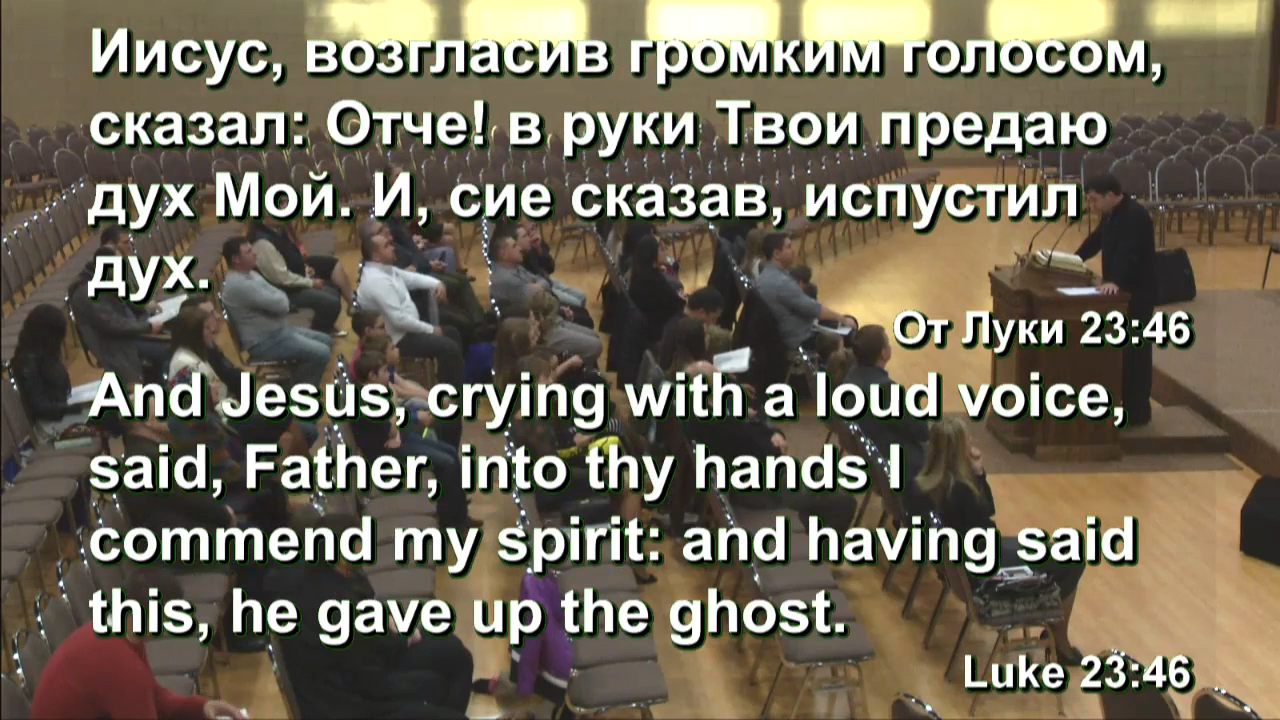 Иисус, возгласив громким голосом,
сказал: Отче! в руки Твои предаю
дух Мой. И, сие сказав, испустил
дух.
От Луки 23:46
And Jesus, crying with a loud voice,
said, Father, into thy hands I
commend my spirit: and having said
this, he gave up the ghost.
Luke 23:46